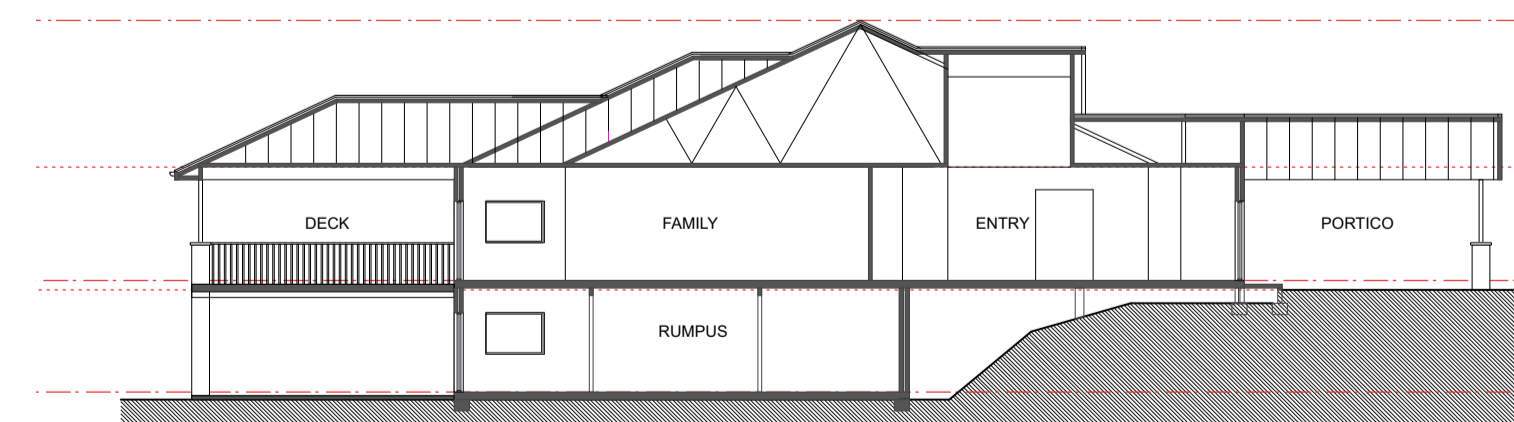 DECK
FAMILY
ENTRY
PORTICO
RUMPUS